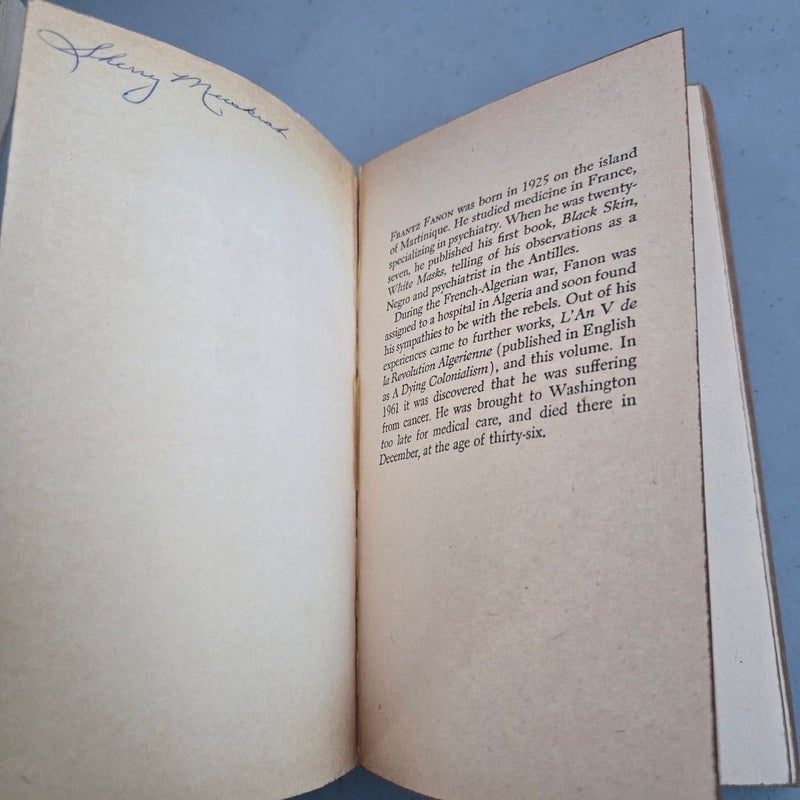 Sherry
FRANTZ FANON was born in 1925 on the island
of Martinique. He studied medicine in France,
specializing in psychiatry. When he was twenty-
seven, he published his first book, Black Skin,
White Masks, telling of his observations as a
Negro and psychiatrist in the Antilles.
During the French-Algerian war, Fanon was
assigned to a hospital in Algeria and soon found
his sympathies to be with the rebels. Out of his
experiences came to further works, L'An V de
la Revolution Algerienne (published in English
as A Dying Colonialism), and this volume. In
1961 it was discovered that he was suffering
from cancer. He was brought to Washington
too late for medical care, and died there in
December, at the age of thirty-six.